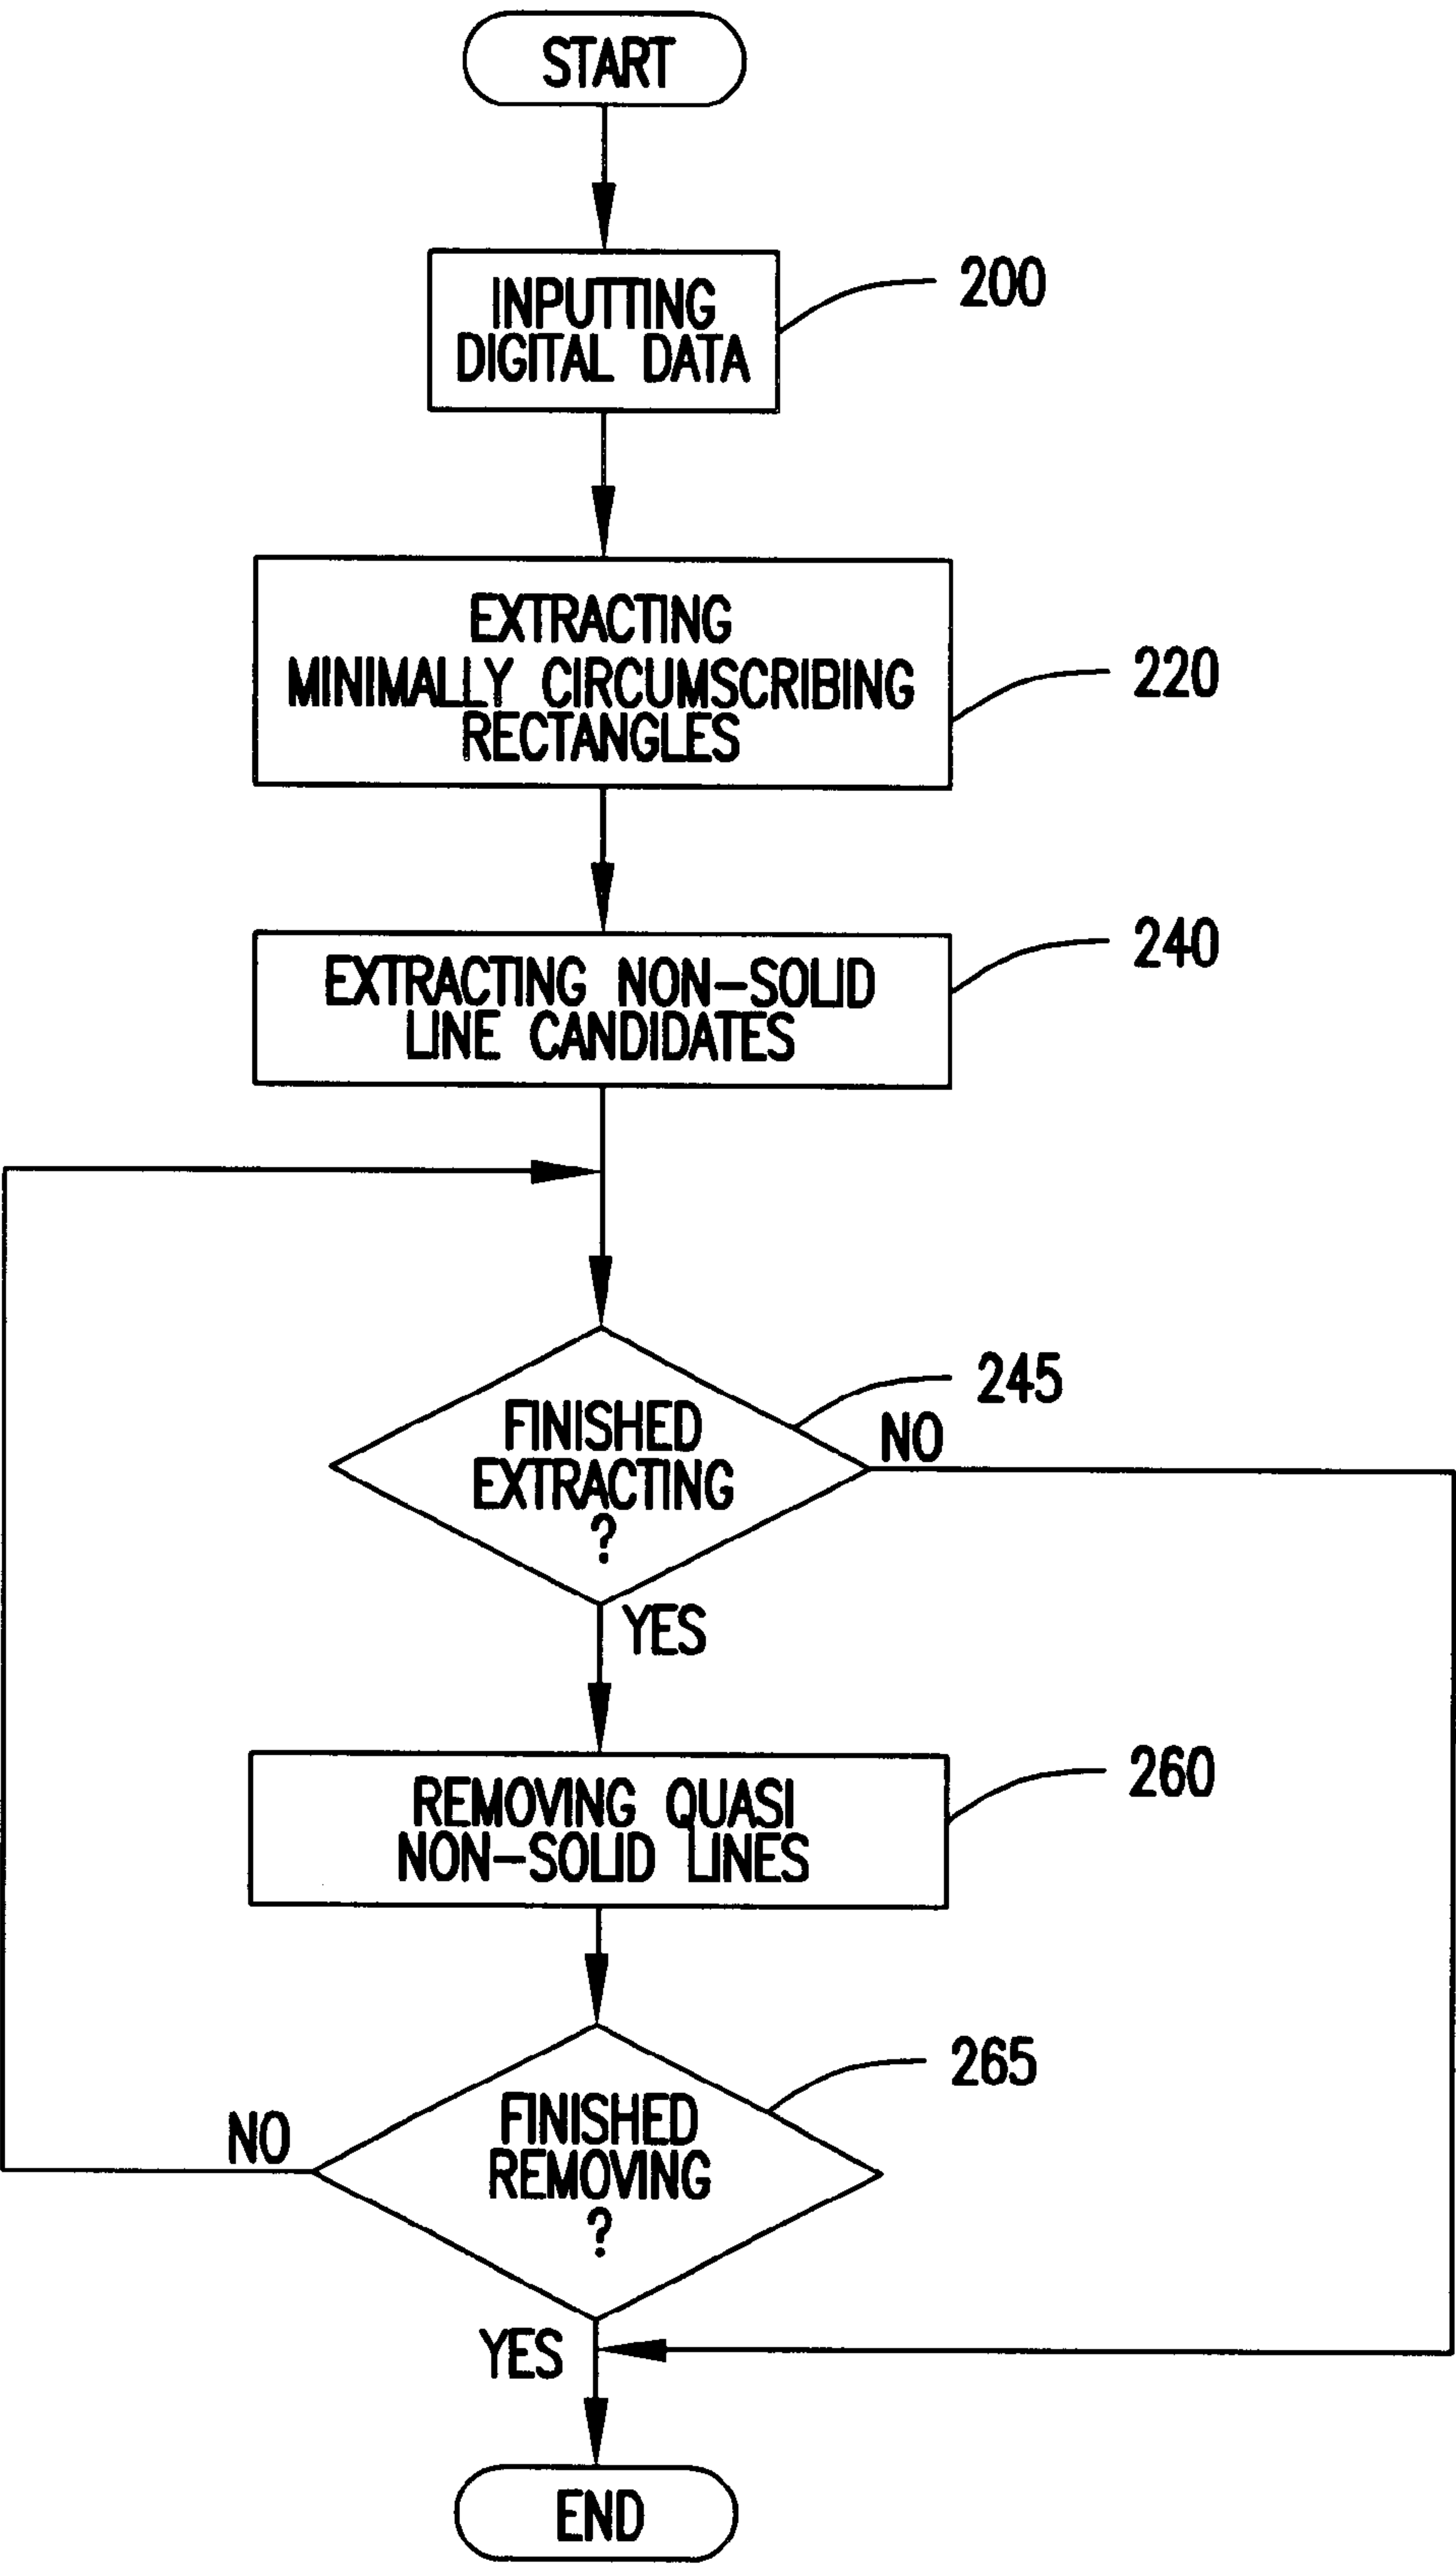 START
INPUTTING
DIGITAL DATA
200
EXTRACTING
MINIMALLY CIRCUMSCRIBING
RECTANGLES
220
EXTRACTING NON-SOLID
LINE CANDIDATES
240
FINISHED
EXTRACTING
?
245
NO
YES
REMOVING QUASI
NON-SOLID LINES
260
FINISHED
REMOVING
?
265
NO
YES
END